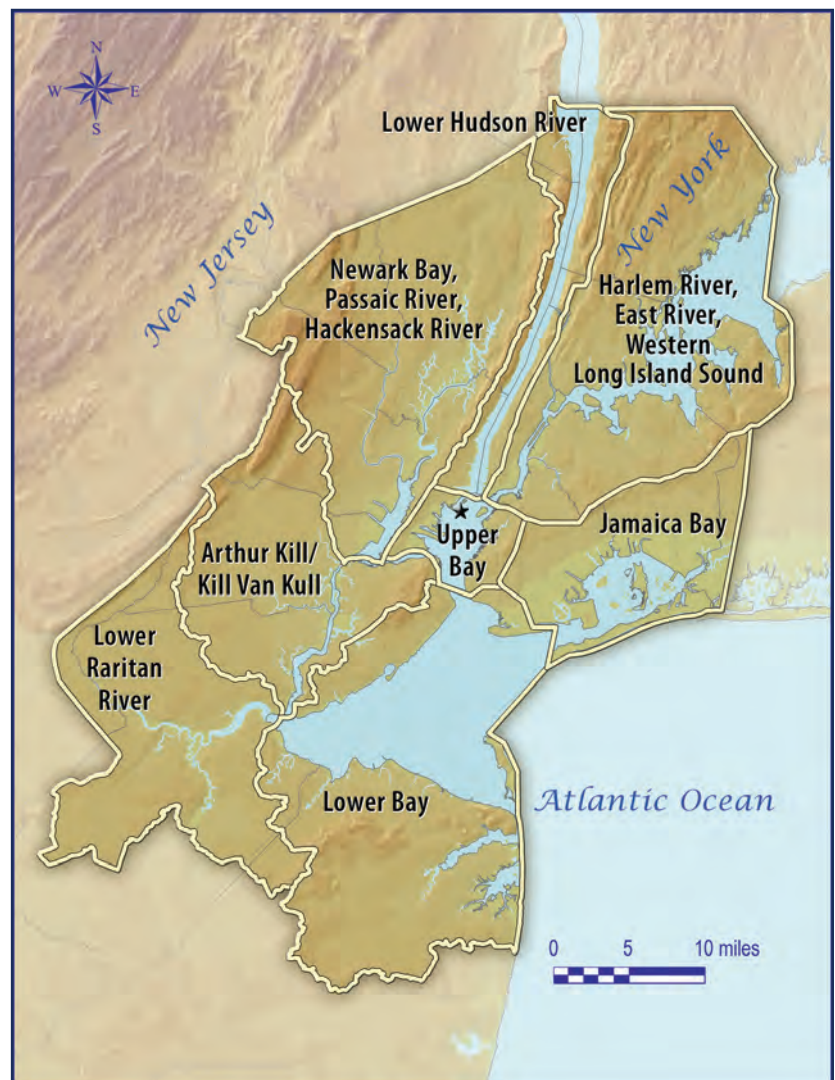 N
W E
S
Lower Hudson River
New York
New Jersey
Newark Bay,
Passaic River,
Hackensack River
Harlem River,
East River,
Western
Long Island Sound
Upper
Bay
Jamaica Bay
Arthur Kill/
Kill Van Kull
Lower
Raritan
River
Lower Bay
Atlantic Ocean
0 5 10 miles